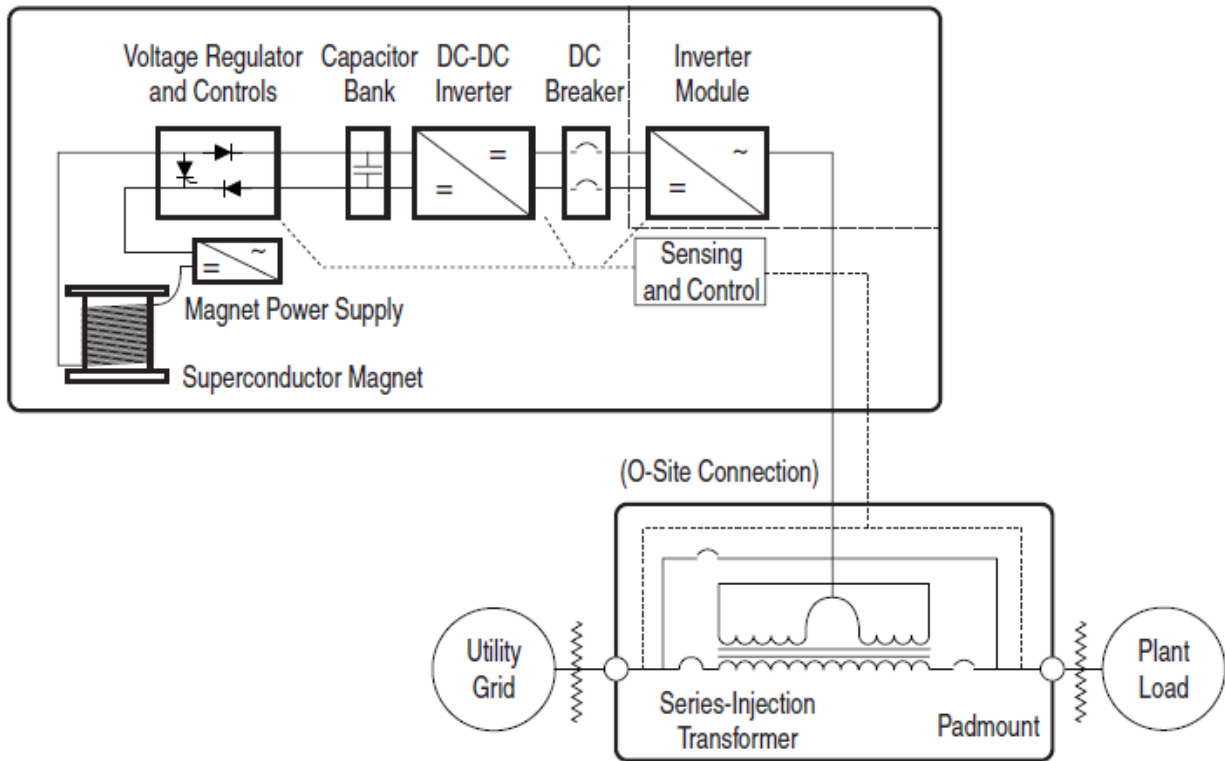 Voltage Regulator
and Controls
Capacitor
Bank
DC-DC
Inverter
DC
Breaker
Inverter
Module
=
=
~
=
~
=
Sensing
and Control
Magnet Power Supply
Superconductor Magnet
(O-Site Connection)
Utility
Grid
Series-Injection
Transformer
Padmount
Plant
Load